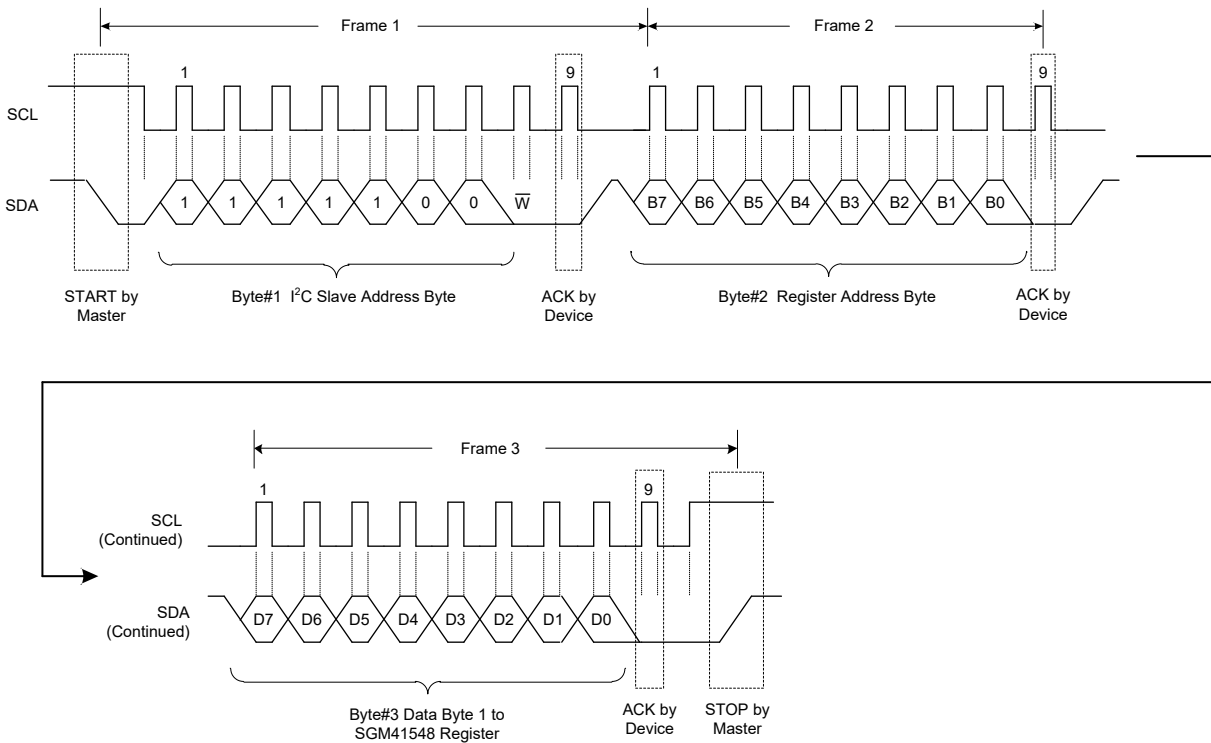 Frame 1 Frame 2
1 9 1 9
SCL
SDA 1 1 1 1 1 0 0 W̅ B7 B6 B5 B4 B3 B2 B1 B0
START by
Master
Byte#1 I²C Slave Address Byte
ACK by
Device
Byte#2 Register Address Byte
ACK by
Device
Frame 3
1 9
SCL
(Continued)
SDA
(Continued)
D7 D6 D5 D4 D3 D2 D1 D0
Byte#3 Data Byte 1 to
SGM41548 Register
ACK by
Device
STOP by
Master